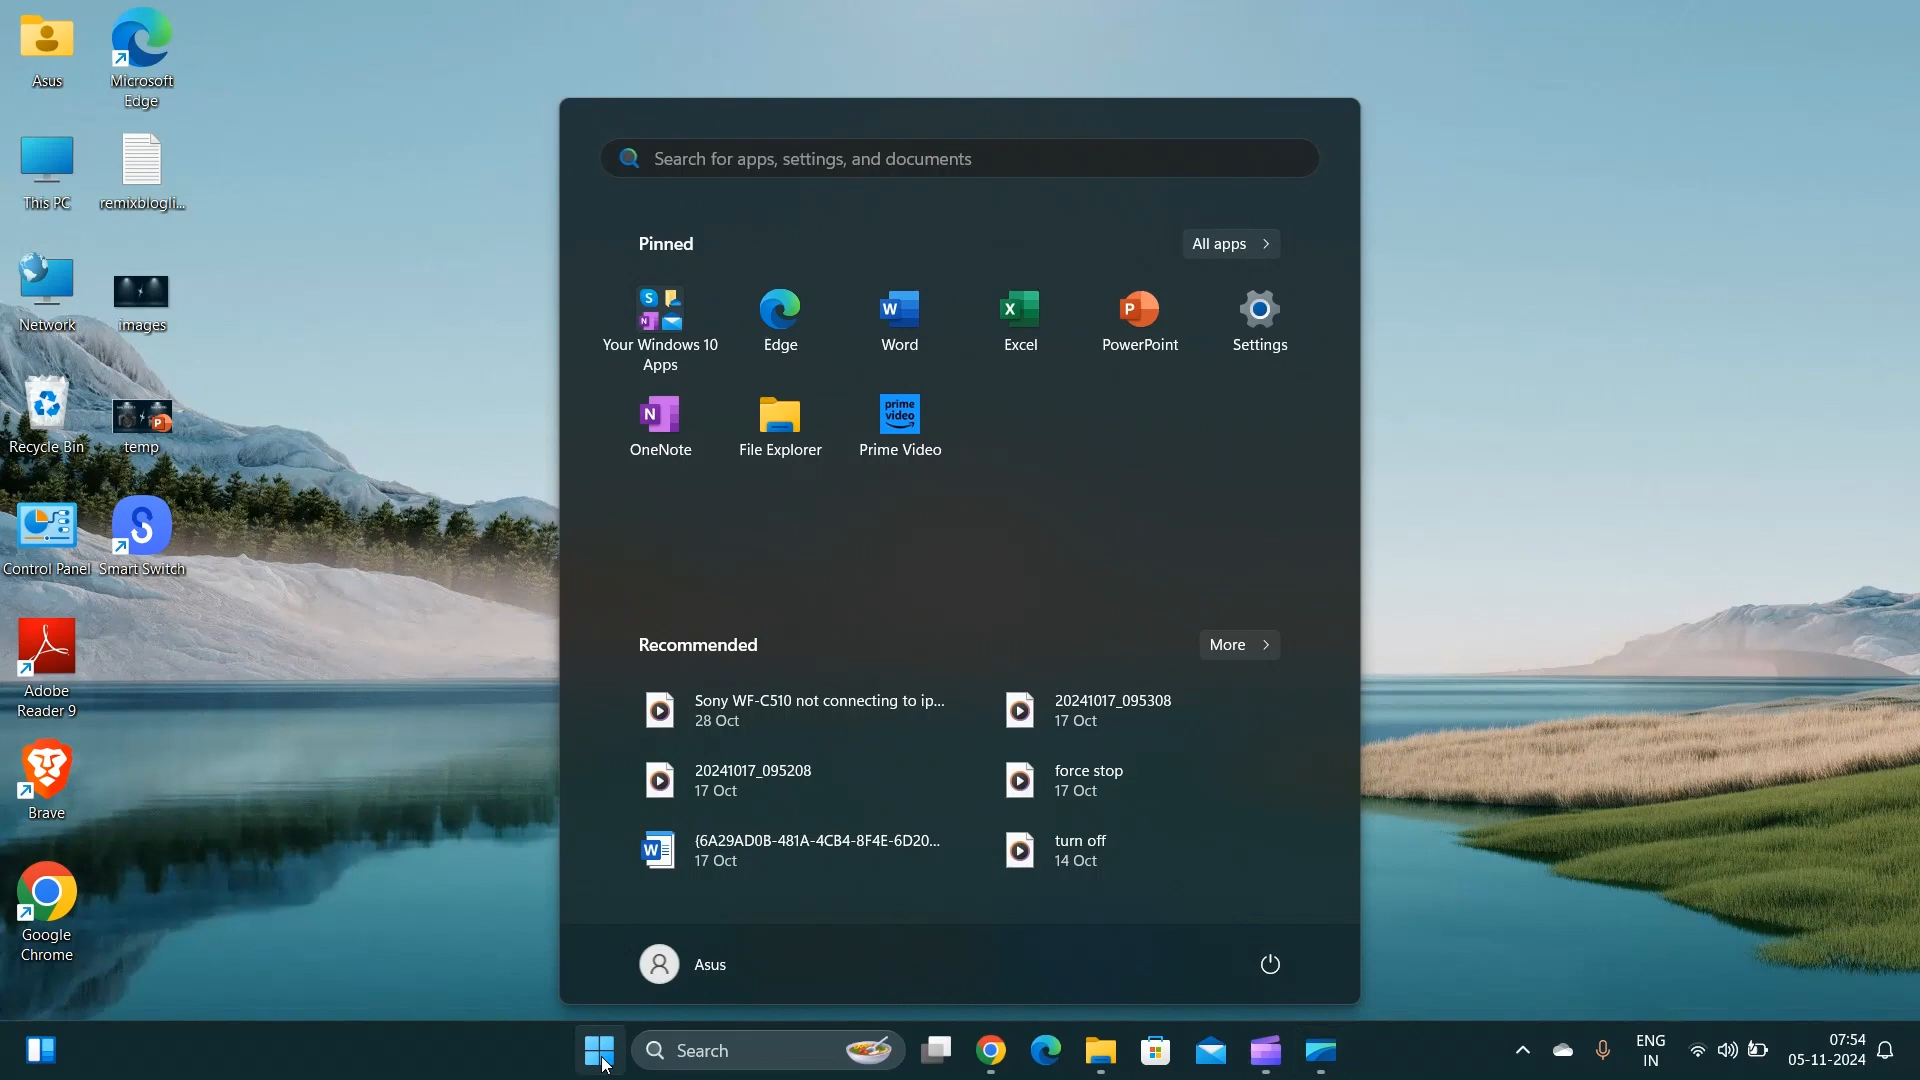 Asus
Microsoft
Edge
This PC
remixblogli...
Network
images
Recycle Bin
temp
Control Panel
Smart Switch
Adobe
Reader 9
Brave
Google
Chrome
Search for apps, settings, and documents
Pinned
All apps
Your Windows 10
Apps
Edge
Word
Excel
PowerPoint
Settings
OneNote
File Explorer
prime
video
Prime Video
Recommended
More
Sony WF-C510 not connecting to ip...
28 Oct
20241017_095308
17 Oct
20241017_095208
17 Oct
force stop
17 Oct
{6A29AD0B-481A-4CB4-8F4E-6D20...
17 Oct
turn off
14 Oct
Asus
Search
ENG
IN
07:54
05-11-2024